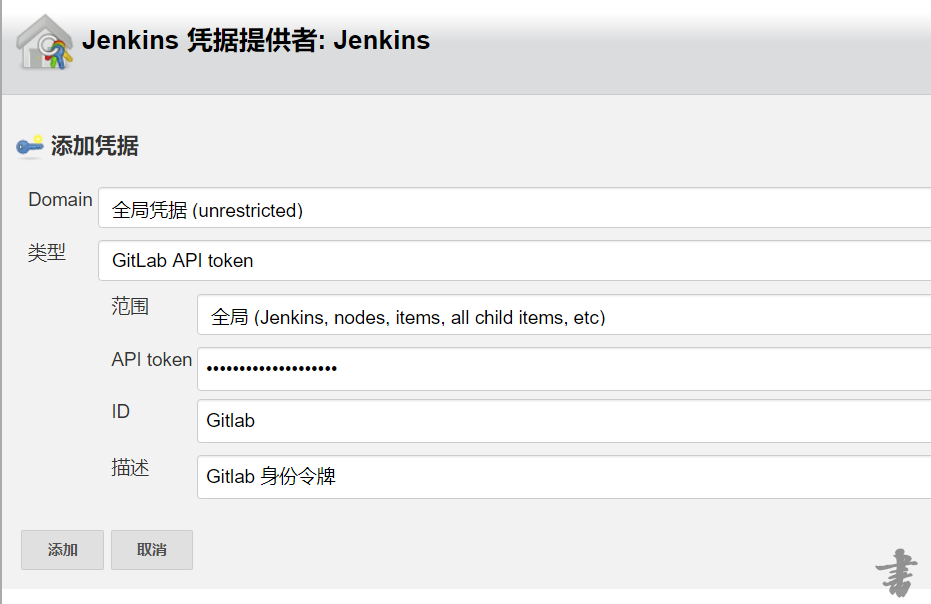 Jenkins 凭据提供者: Jenkins
添加凭据
Domain 全局凭据 (unrestricted)
类型 GitLab API token
范围 全局 (Jenkins, nodes, items, all child items, etc)
API token ••••••••••••••••••••
ID Gitlab
描述 Gitlab 身份令牌
添加 取消
書